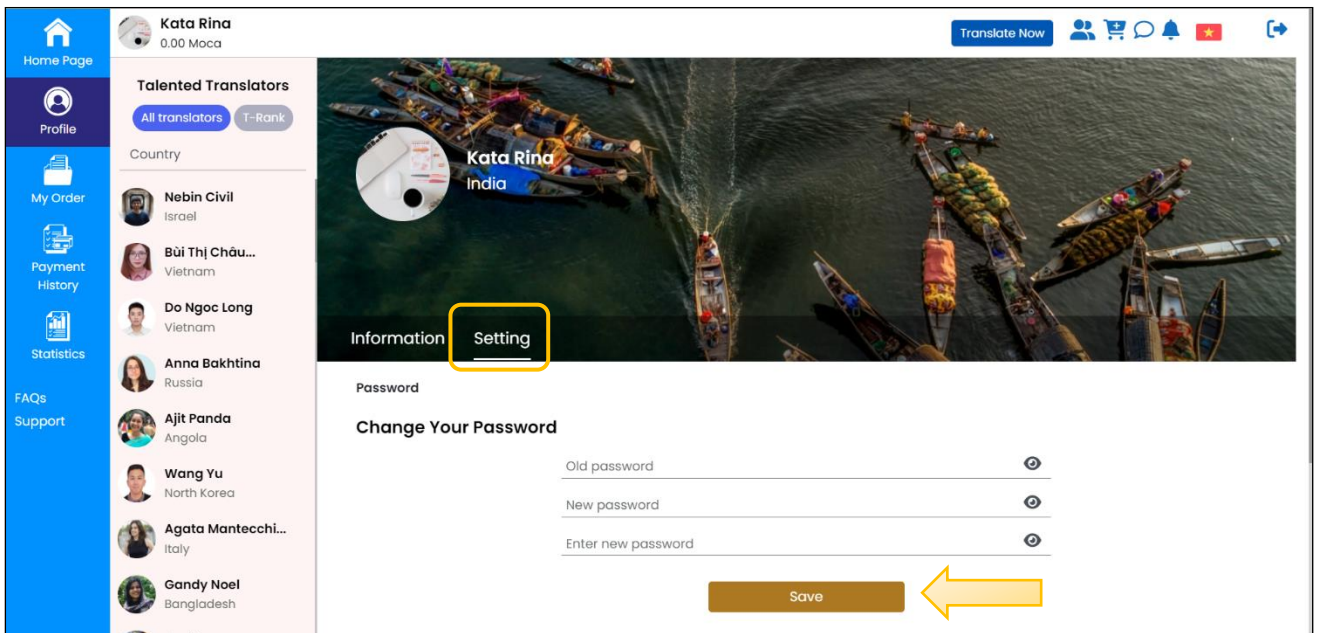 Home Page
Profile
My Order
Payment
History
Statistics
FAQs
Support
Kata Rina
0.00 Moca
Translate Now
Talented Translators
All translators
T-Rank
Country
Nebin Civil
Israel
Bùi Thị Châu...
Vietnam
Do Ngoc Long
Vietnam
Anna Bakhtina
Russia
Ajit Panda
Angola
Wang Yu
North Korea
Agata Mantecchi...
Italy
Gandy Noel
Bangladesh
Kata Rina
India
Information
Setting
Password
Change Your Password
Old password
New password
Enter new password
Save